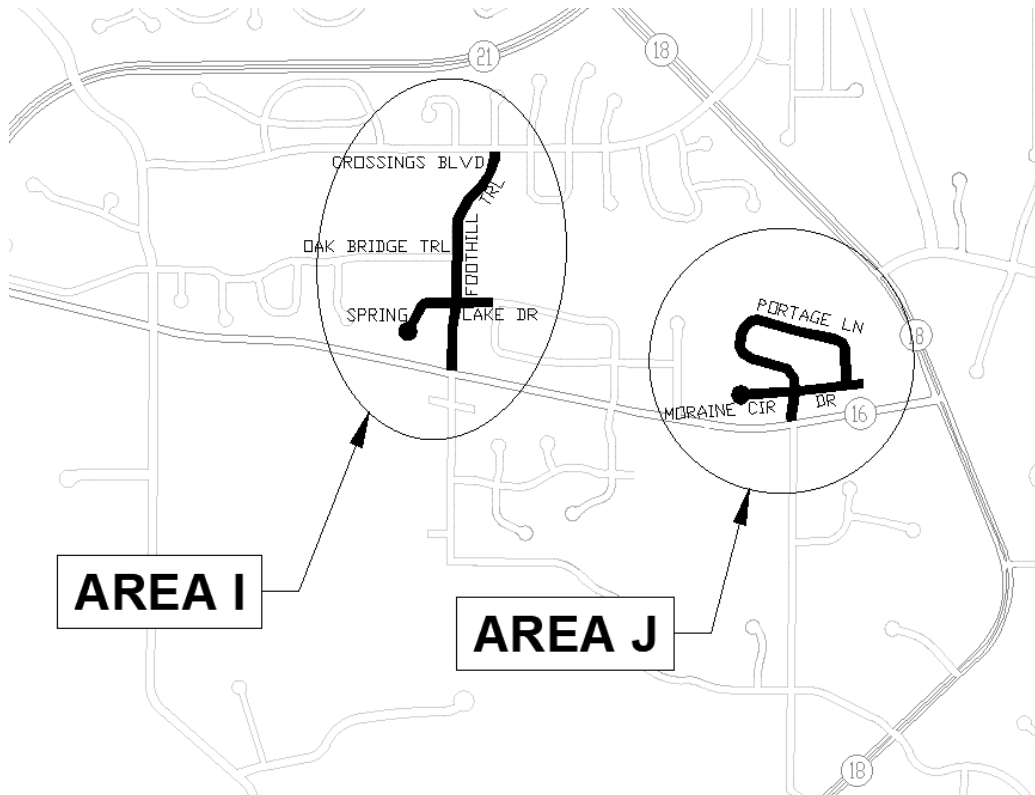 21
18
CROSSINGS BLVD
FOOTHILL TRL
OAK BRIDGE TRL
SPRING LAKE DR
PORTAGE LN
18
MORAINE CIR DR
16
AREA I
AREA J
18